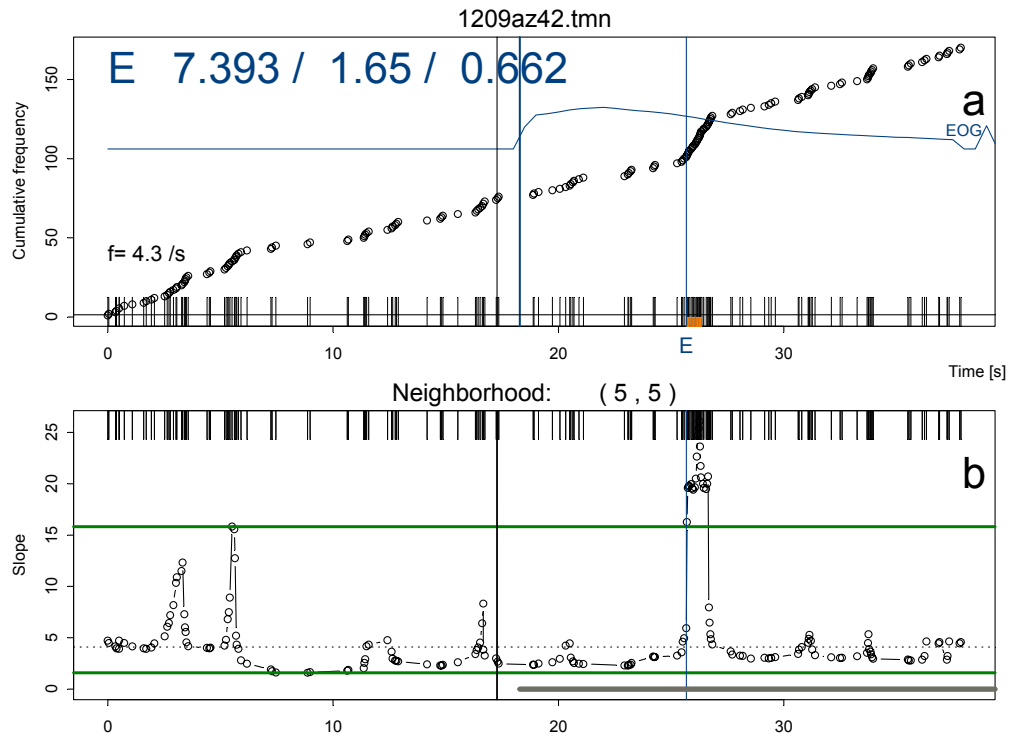 1209az42.tmn
E 7.393 / 1.65 / 0.662
a
EOG
f= 4.3 /s
Cumulative frequency
0 50 100 150
0 10 20 30
E
Time [s]
Neighborhood: ( 5 , 5 )
b
Slope
0 5 10 15 20 25
0 10 20 30